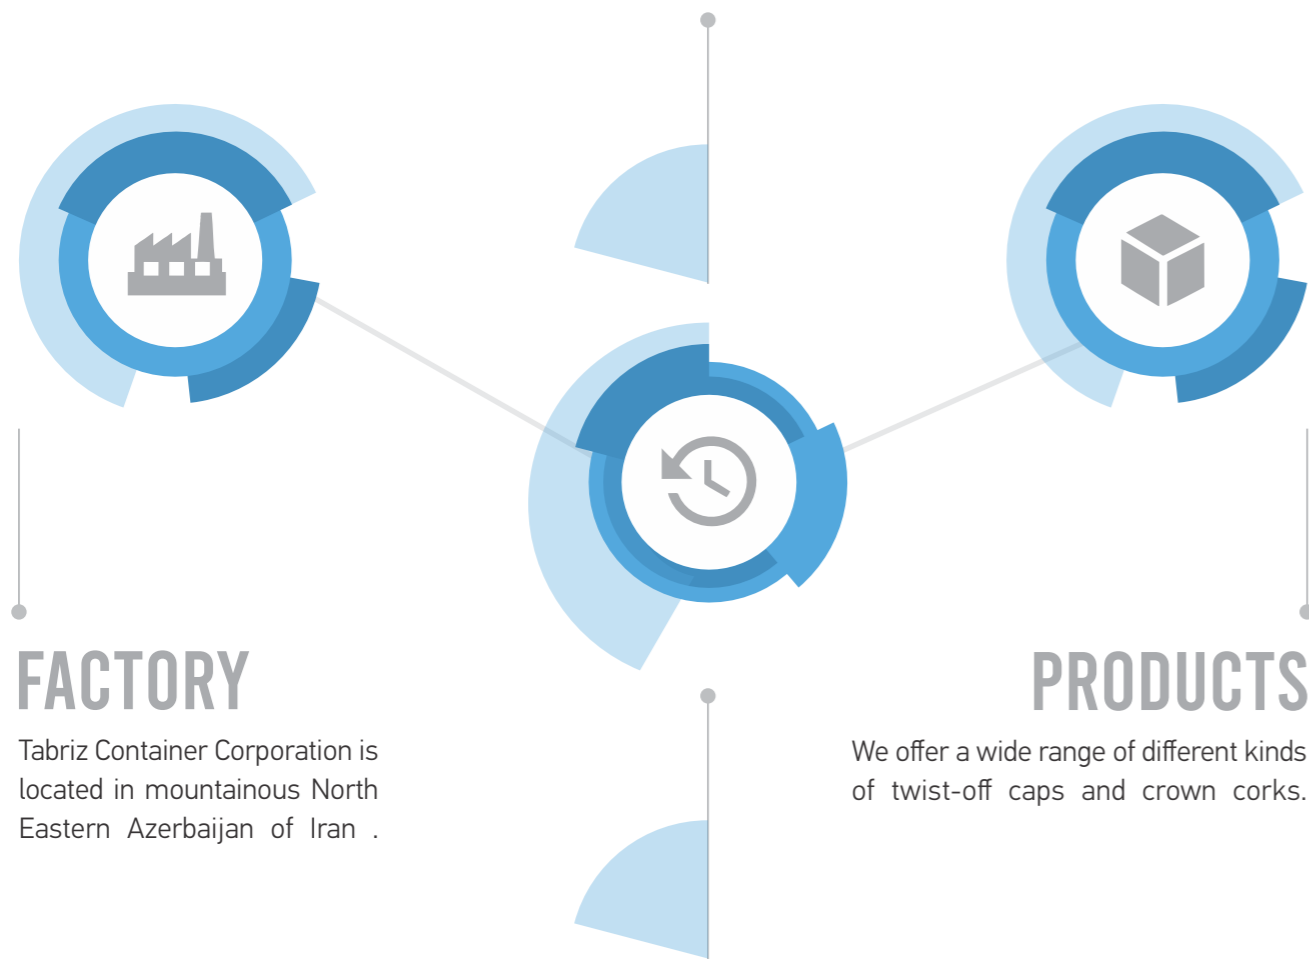 FACTORY
Tabriz Container Corporation is
located in mountainous North
Eastern Azerbaijan of Iran .
PRODUCTS
We offer a wide range of different kinds
of twist-off caps and crown corks.